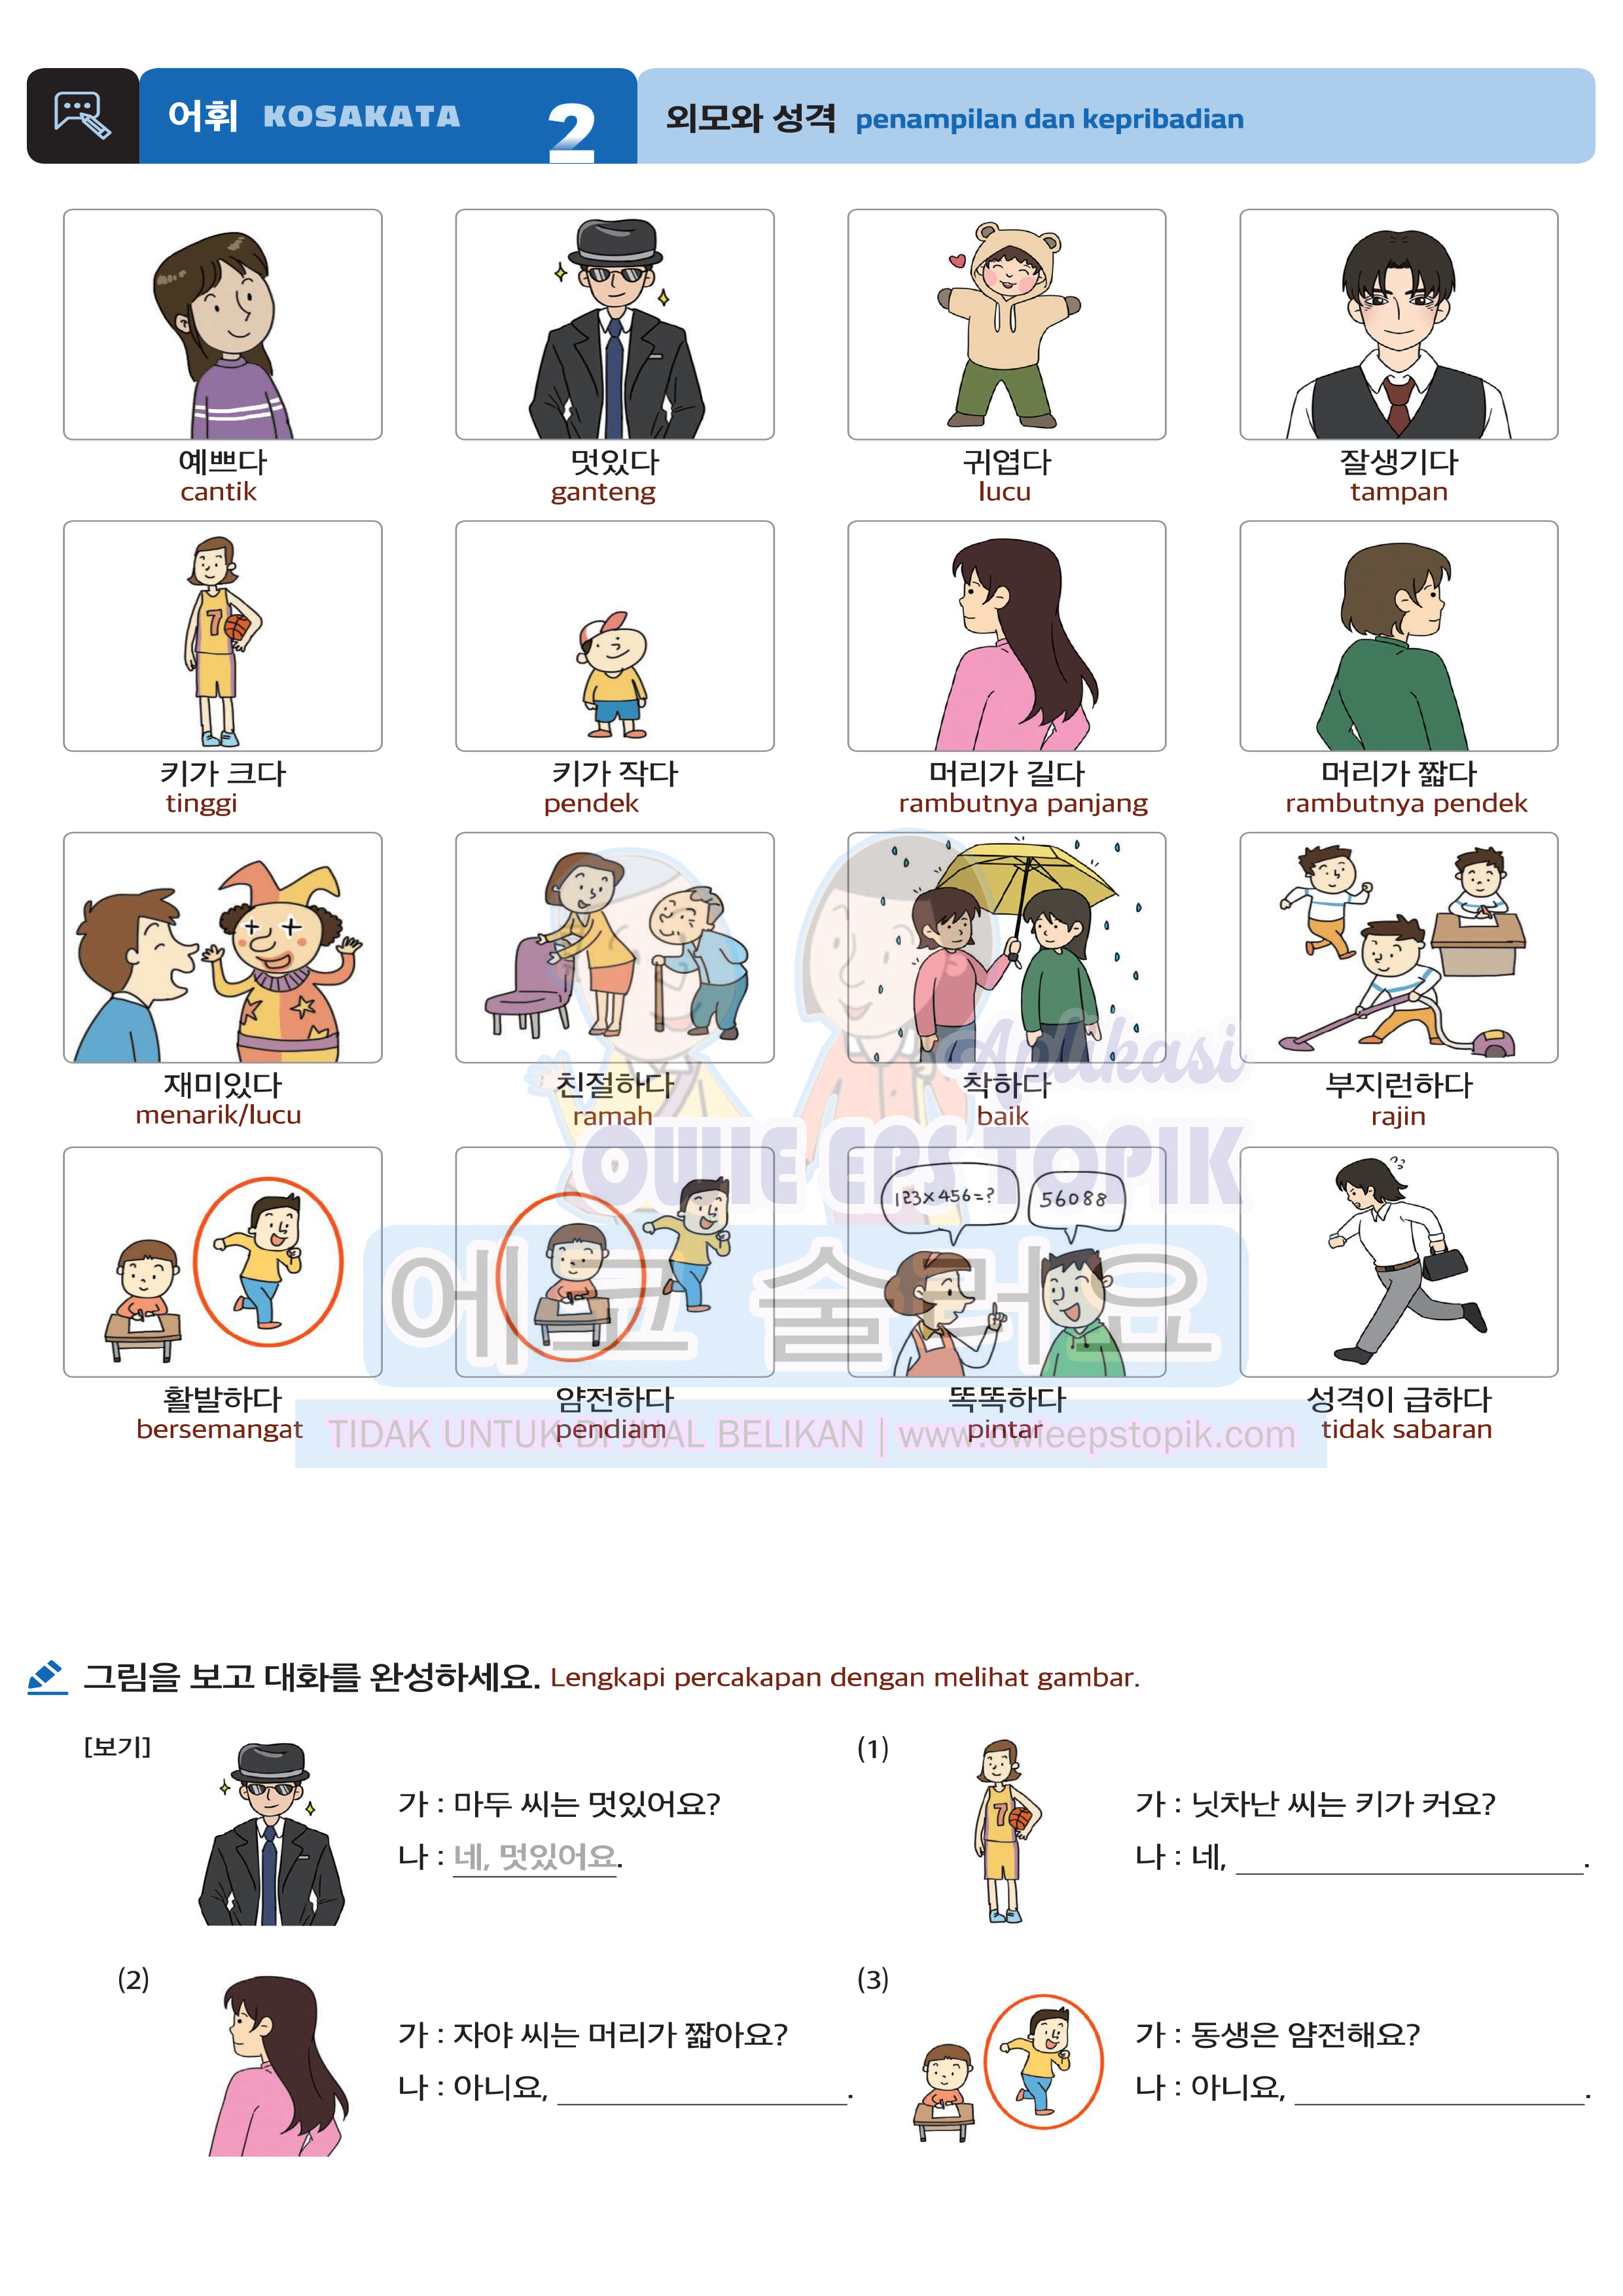 어휘 KOSAKATA 2 외모와 성격 penampilan dan kepribadian
예쁘다 멋있다 귀엽다 잘생기다
cantik ganteng lucu tampan
7
키가 크다 키가 작다 머리가 길다 머리가 짧다
tinggi pendek rambutnya panjang rambutnya pendek
재미있다 친절하다 착하다 부지런하다
menarik/lucu ramah baik rajin
Aplikasi
OWIE EPS TOPIK
123×456=? 56088
에코 술러요
활발하다 얌전하다 똑똑하다 성격이 급하다
bersemangat pendiam pintar tidak sabaran
TIDAK UNTUK DI JUAL BELIKAN | www.owieepstopik.com
그림을 보고 대화를 완성하세요. Lengkapi percakapan dengan melihat gambar.
[보기]
가 : 마두 씨는 멋있어요?
나 : 네, 멋있어요.
(1)
7
가 : 닛차난 씨는 키가 커요?
나 : 네, .
(2)
가 : 자야 씨는 머리가 짧아요?
나 : 아니요, .
(3)
가 : 동생은 얌전해요?
나 : 아니요, .